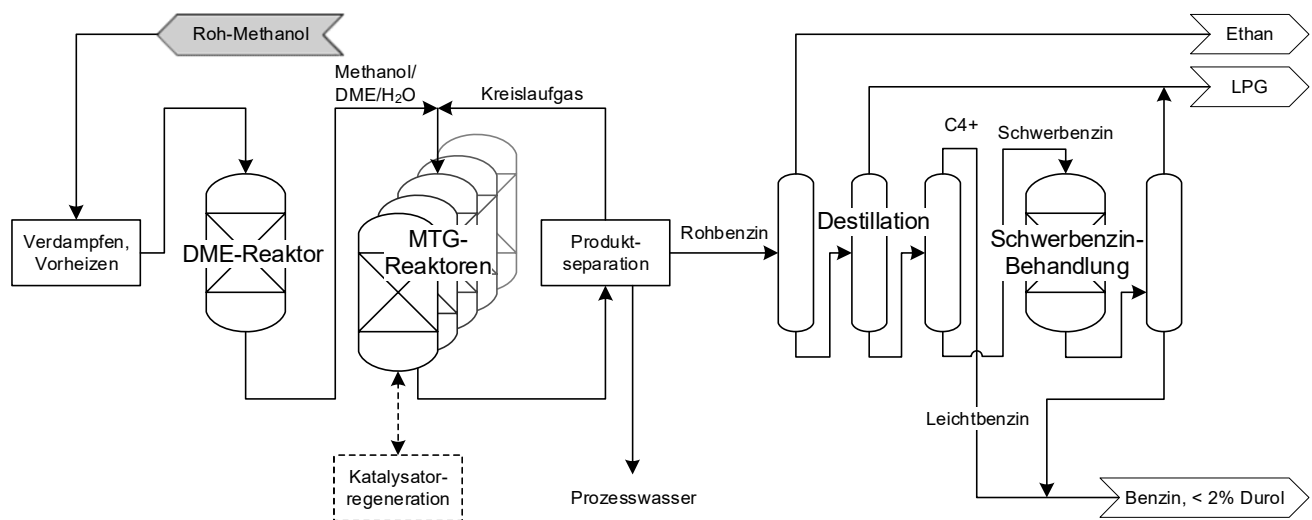 Roh-Methanol
Ethan
LPG
Methanol/
DME/H₂O
Kreislaufgas
C4+
Schwerbenzin
Verdampfen,
Vorheizen
DME-Reaktor
MTG-
Reaktoren
Produkt-
separation
Rohbenzin
Destillation
Schwerbenzin-
Behandlung
Leichtbenzin
Katalysator-
regeneration
Prozesswasser
Benzin, < 2% Durol